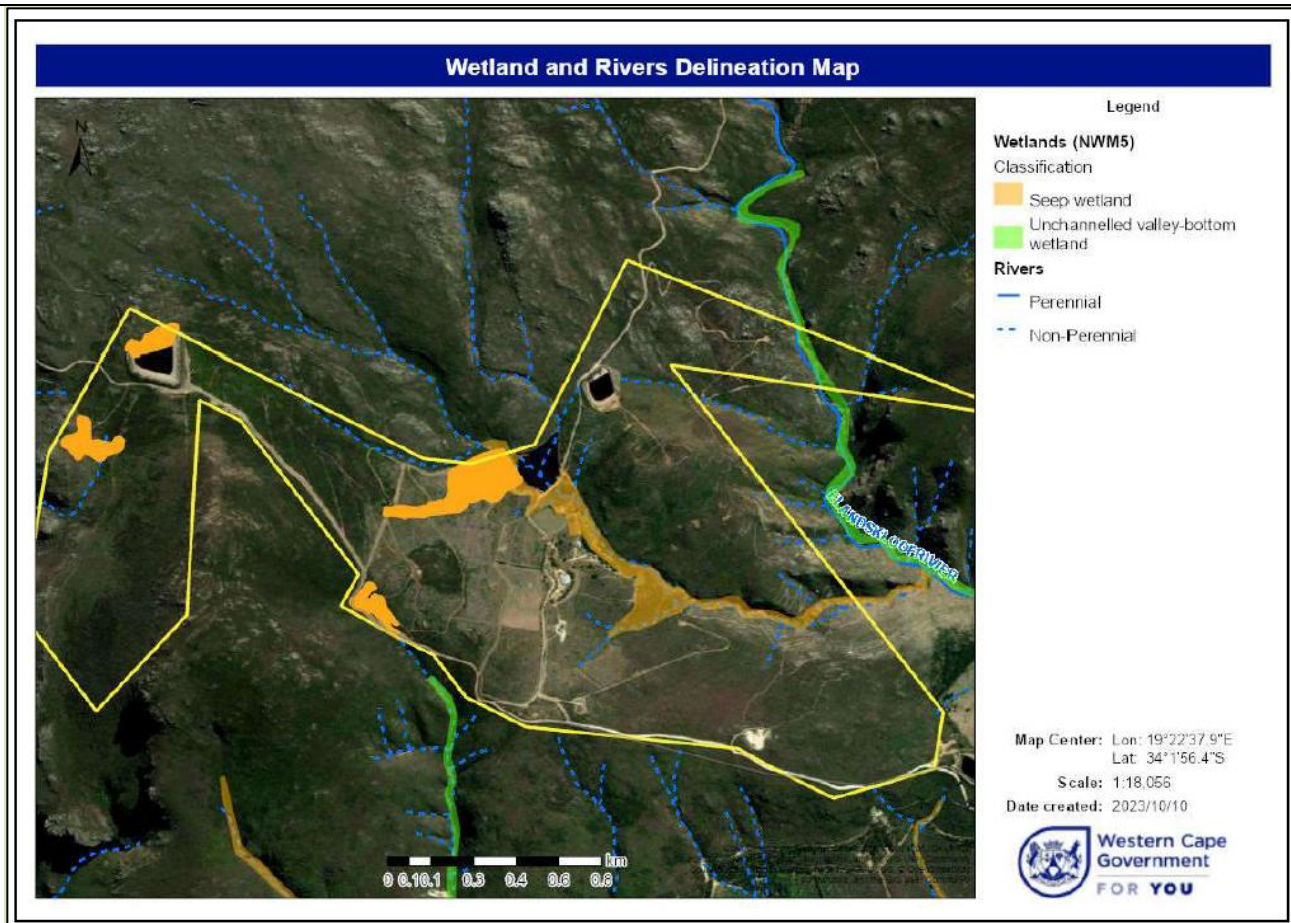 Wetland and Rivers Delineation Map
N
Legend
Wetlands (NWM5)
Classification
Seep wetland
Unchannelled valley-bottom
wetland
Rivers
Perennial
Non-Perennial
Map Center: Lon: 19°22'37.9"E
Lat: 34°1'56.4"S
Scale: 1:18,056
Date created: 2023/10/10
Western Cape
Government
FOR YOU
km
0 0.10.1 0.3 0.4 0.6 0.8